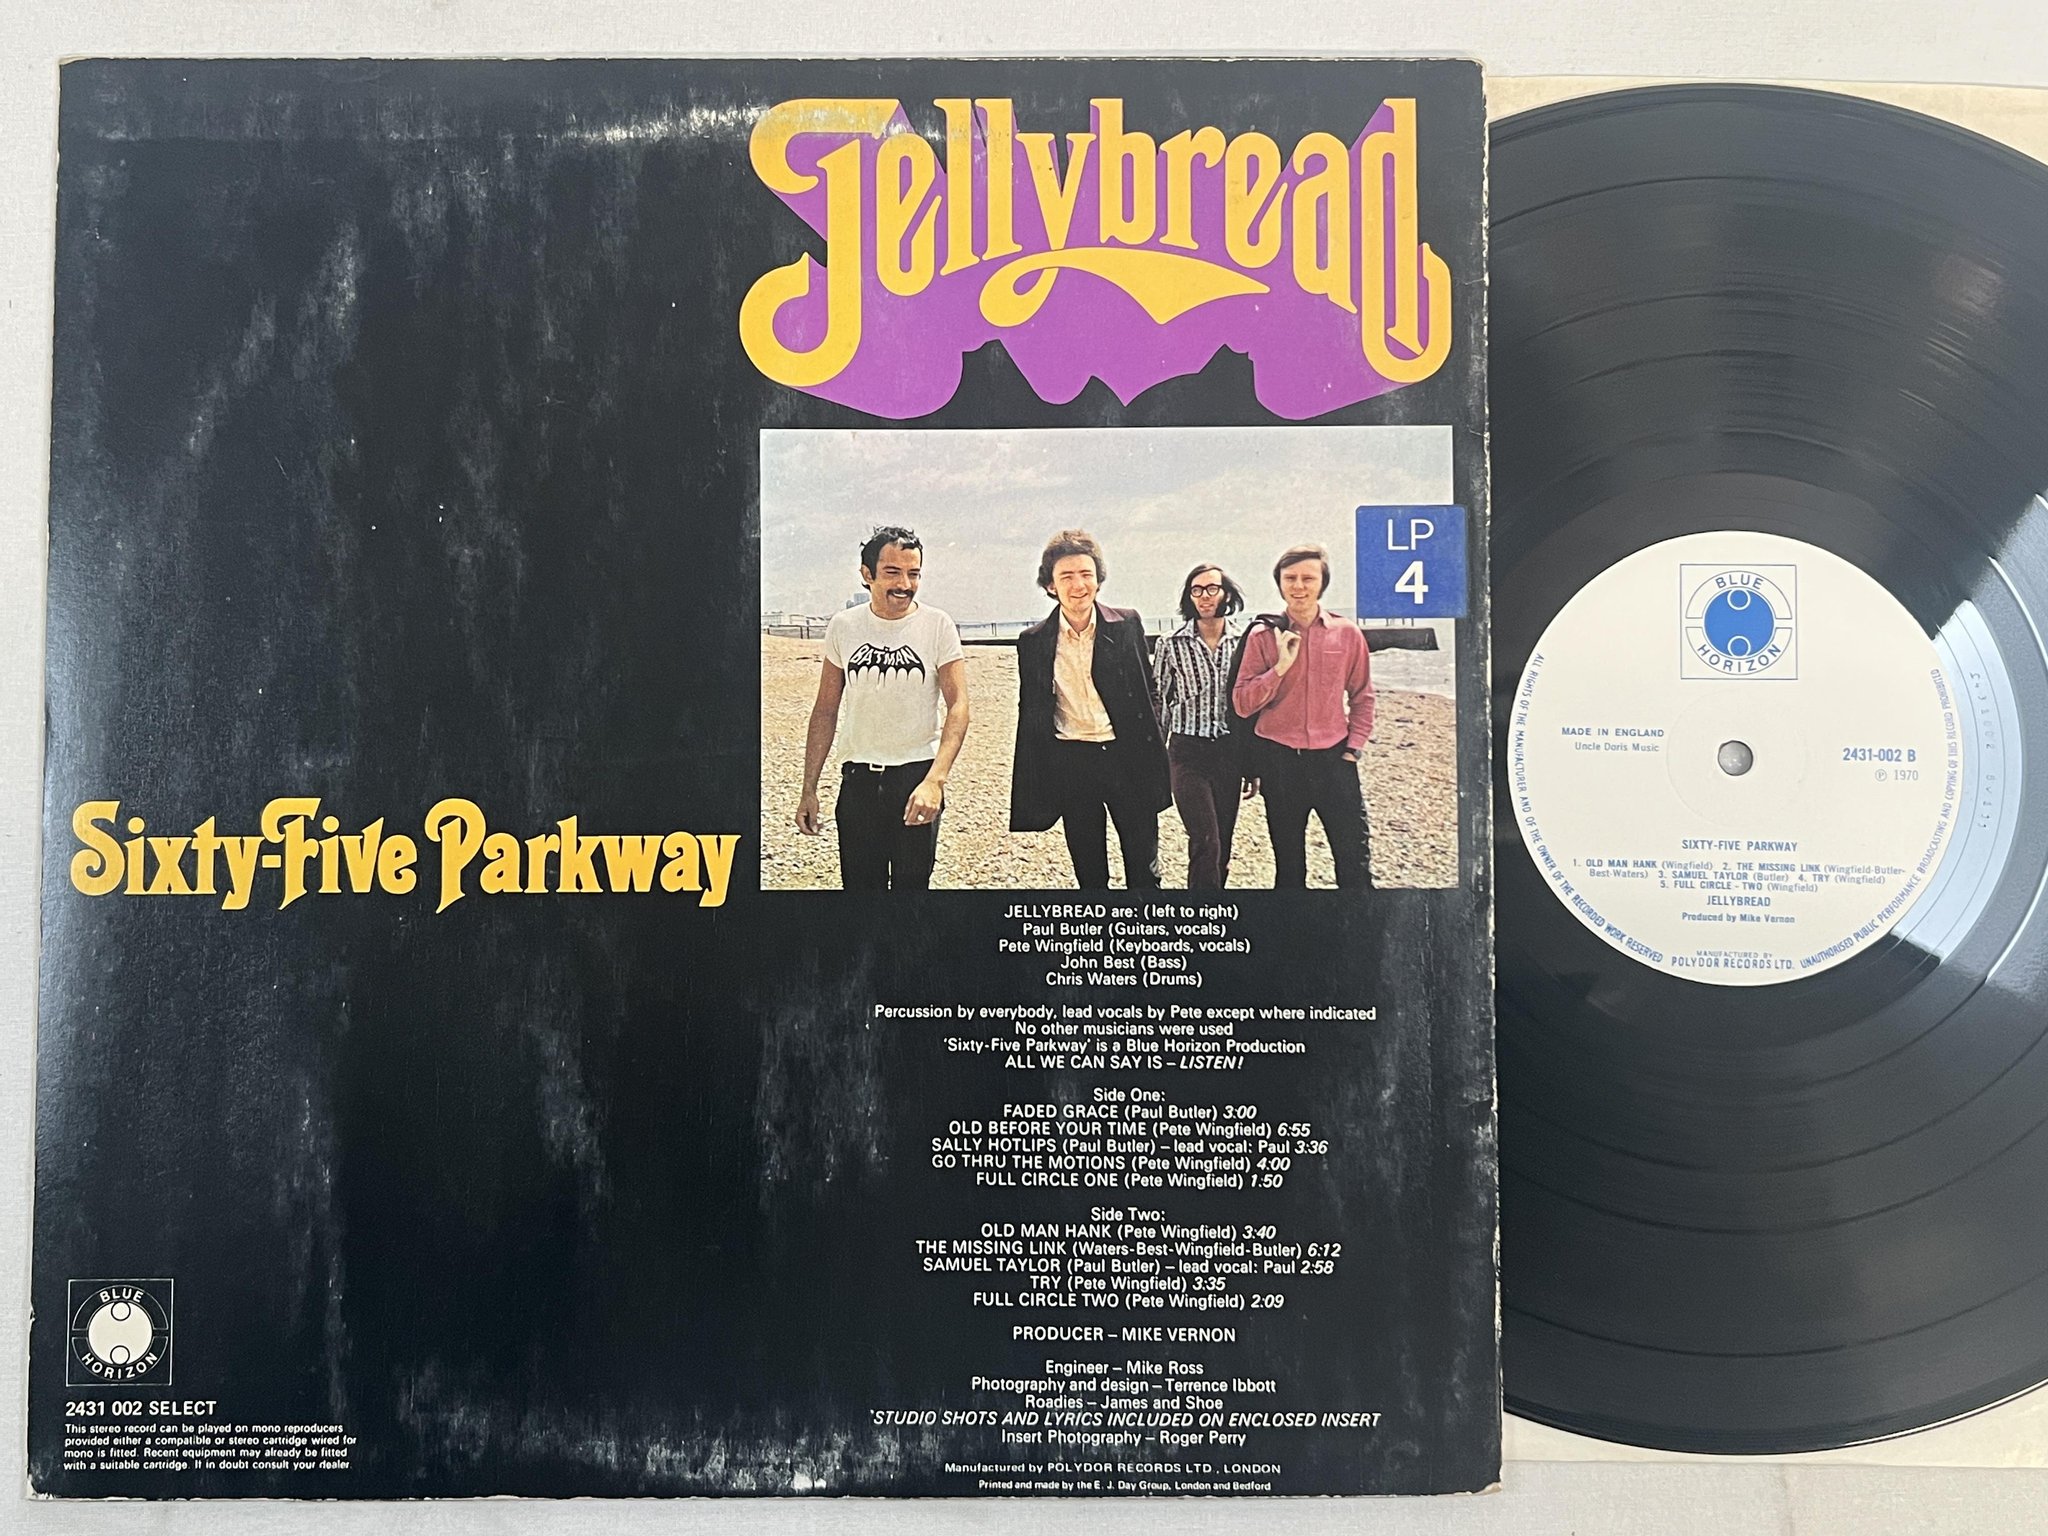 Jellybread
LP
4
BATMAN
Sixty-Five Parkway
JELLYBREAD are: (left to right)
Paul Butler (Guitars, vocals)
Pete Wingfield (Keyboards, vocals)
John Best (Bass)
Chris Waters (Drums)
Percussion by everybody, lead vocals by Pete except where indicated
No other musicians were used
'Sixty-Five Parkway' is a Blue Horizon Production
ALL WE CAN SAY IS – LISTEN!
Side One:
FADED GRACE (Paul Butler) 3:00
OLD BEFORE YOUR TIME (Pete Wingfield) 6:55
SALLY HOTLIPS (Paul Butler) – lead vocal: Paul 3:36
GO THRU THE MOTIONS (Pete Wingfield) 4:00
FULL CIRCLE ONE (Pete Wingfield) 1:50
Side Two:
OLD MAN HANK (Pete Wingfield) 3:40
THE MISSING LINK (Waters-Best-Wingfield-Butler) 6:12
SAMUEL TAYLOR (Paul Butler) – lead vocal: Paul 2:58
TRY (Pete Wingfield) 3:35
FULL CIRCLE TWO (Pete Wingfield) 2:09
PRODUCER – MIKE VERNON
Engineer – Mike Ross
Photography and design – Terrence Ibbott
Roadies – James and Shoe
*STUDIO SHOTS AND LYRICS INCLUDED ON ENCLOSED INSERT
Insert Photography – Roger Perry
Manufactured by POLYDOR RECORDS LTD., LONDON
Printed and made by the E. J. Day Group, London and Bedford
BLUE
HORIZON
2431 002 SELECT
This stereo record can be played on mono reproducers
provided either a compatible or stereo cartridge wired for
mono is fitted. Recent equipment may already be fitted
with a suitable cartridge. If in doubt consult your dealer.
BLUE
HORIZON
MADE IN ENGLAND
Uncle Doris Music
2431-002 B
℗ 1970
SIXTY-FIVE PARKWAY
1. OLD MAN HANK (Wingfield) 2. THE MISSING LINK (Wingfield-Butler-
Best-Waters) 3. SAMUEL TAYLOR (Butler) 4. TRY (Wingfield)
5. FULL CIRCLE - TWO (Wingfield)
JELLYBREAD
Produced by Mike Vernon
MANUFACTURED BY
POLYDOR RECORDS LTD.
ALL RIGHTS OF THE MANUFACTURER AND OF THE OWNER OF THE RECORDED WORK RESERVED
UNAUTHORISED PUBLIC PERFORMANCE BROADCASTING AND COPYING OF THIS RECORD PROHIBITED